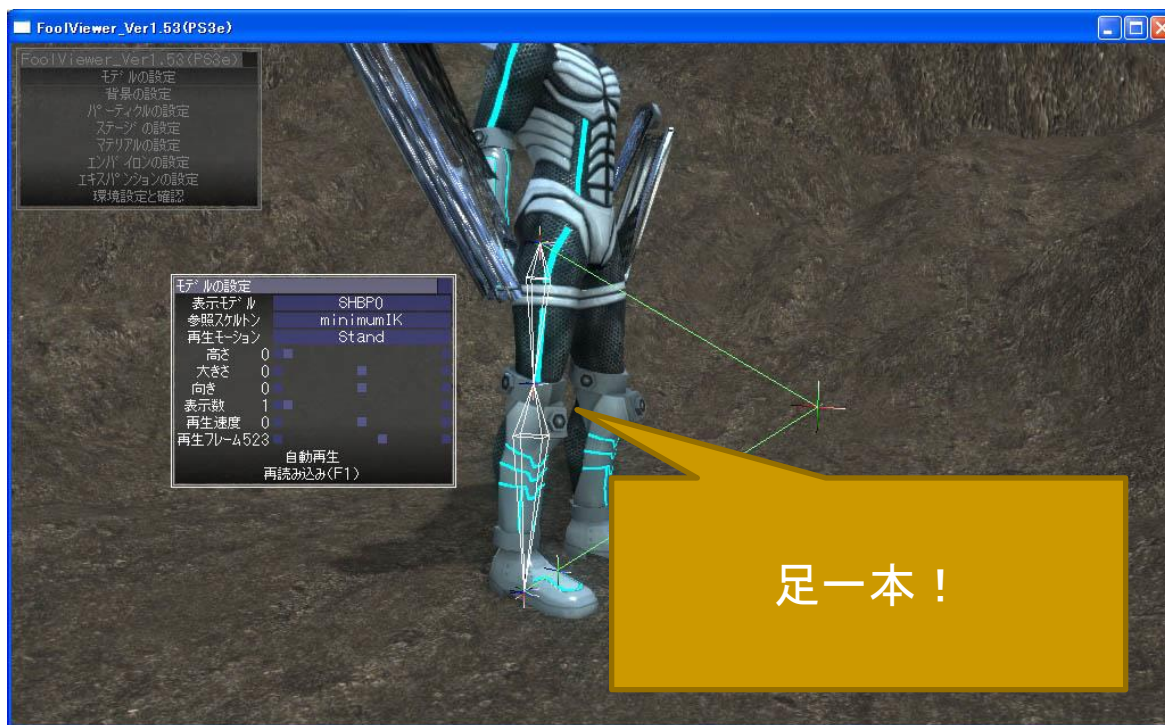 FoolViewer_Ver1.53(PS3e)
FoolViewer_Ver1.53(PS3e)
モデルの設定
背景の設定
パーティクルの設定
ステージの設定
マテリアルの設定
エンバイロンの設定
エキスパンションの設定
環境設定と確認
モデルの設定
表示モデル SHBP0
参照スケルトン minimumIK
再生モーション Stand
高さ 0
大きさ 0
向き 0
表示数 1
再生速度 0
再生フレーム523
自動再生
再読み込み(F1)
足一本！